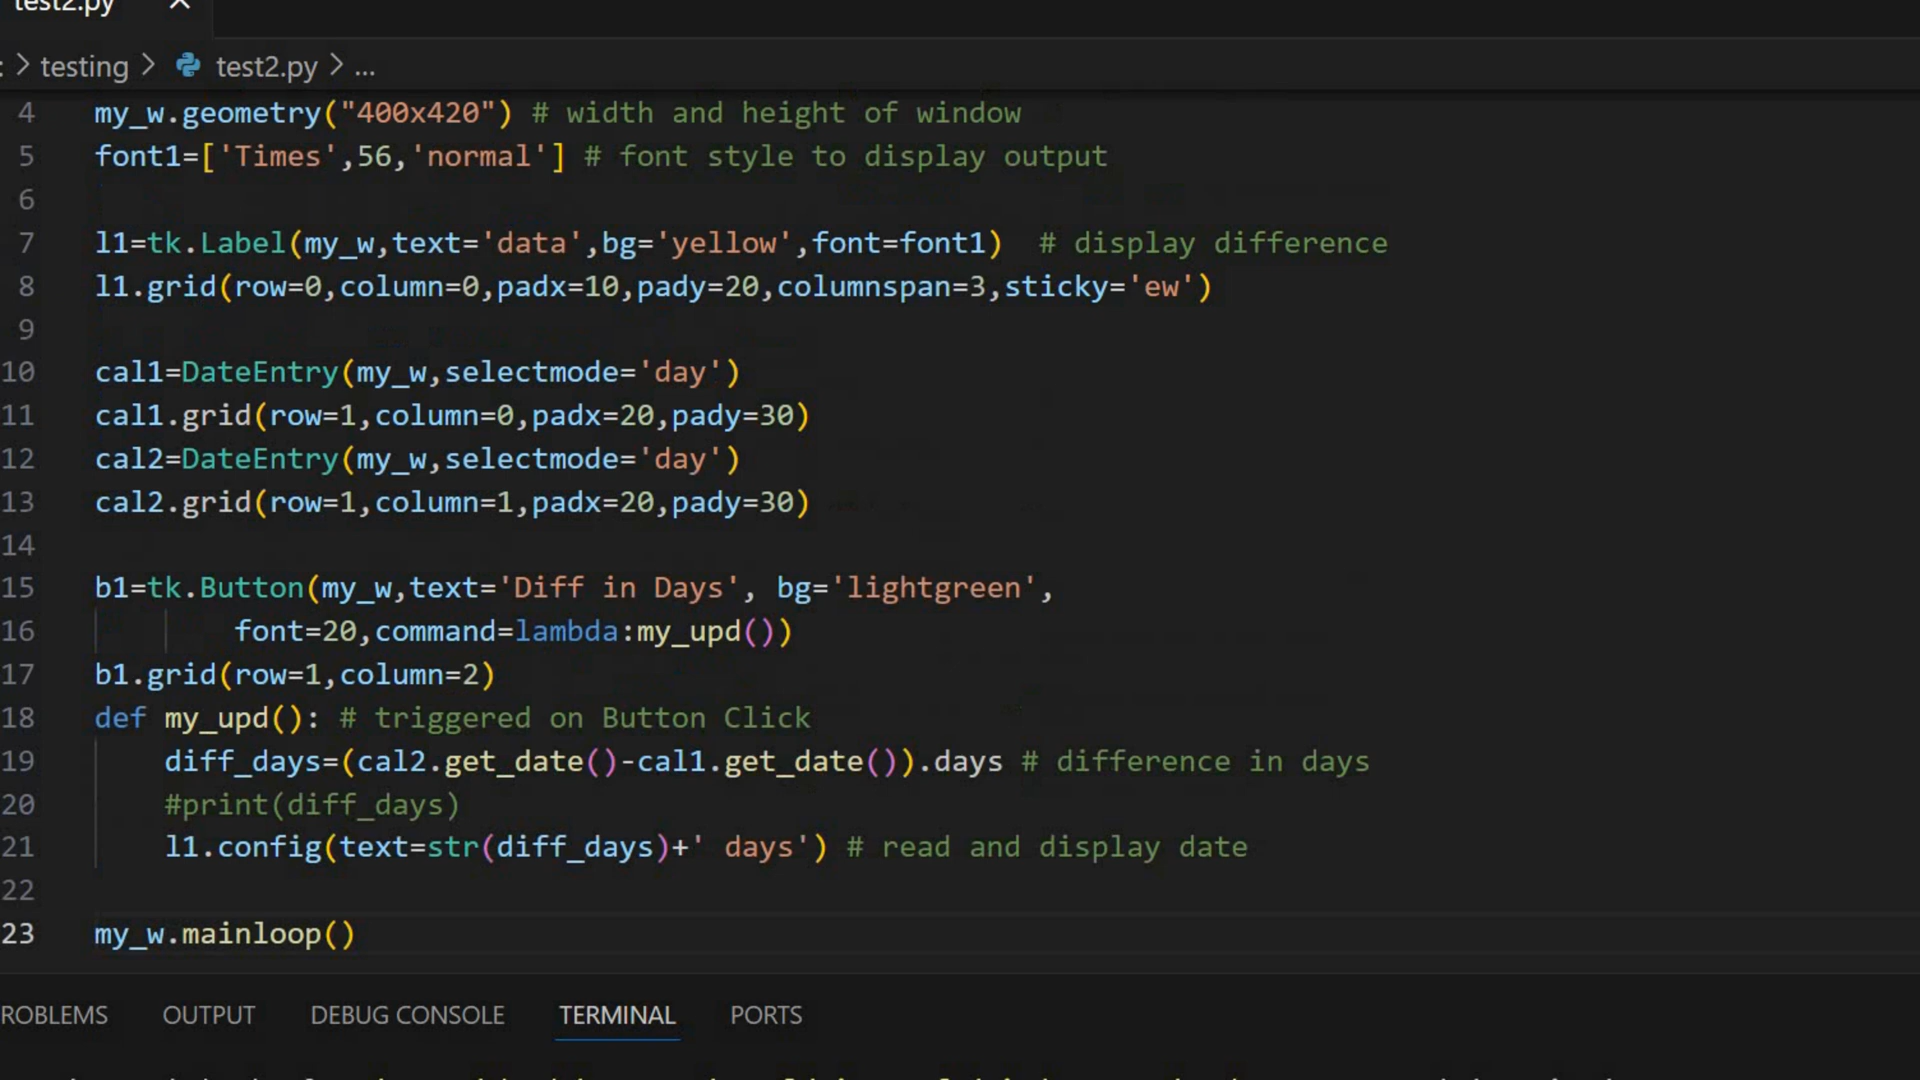 test2.py ×
: > testing > test2.py > ...
4 my_w.geometry("400x420") # width and height of window
5 font1=['Times',56,'normal'] # font style to display output
6
7 l1=tk.Label(my_w,text='data',bg='yellow',font=font1)  # display difference
8 l1.grid(row=0,column=0,padx=10,pady=20,columnspan=3,sticky='ew')
9
10 cal1=DateEntry(my_w,selectmode='day')
11 cal1.grid(row=1,column=0,padx=20,pady=30)
12 cal2=DateEntry(my_w,selectmode='day')
13 cal2.grid(row=1,column=1,padx=20,pady=30)
14
15 b1=tk.Button(my_w,text='Diff in Days', bg='lightgreen',
16         font=20,command=lambda:my_upd())
17 b1.grid(row=1,column=2)
18 def my_upd(): # triggered on Button Click
19     diff_days=(cal2.get_date()-cal1.get_date()).days # difference in days
20     #print(diff_days)
21     l1.config(text=str(diff_days)+' days') # read and display date
22
23 my_w.mainloop()
ROBLEMS OUTPUT DEBUG CONSOLE TERMINAL PORTS